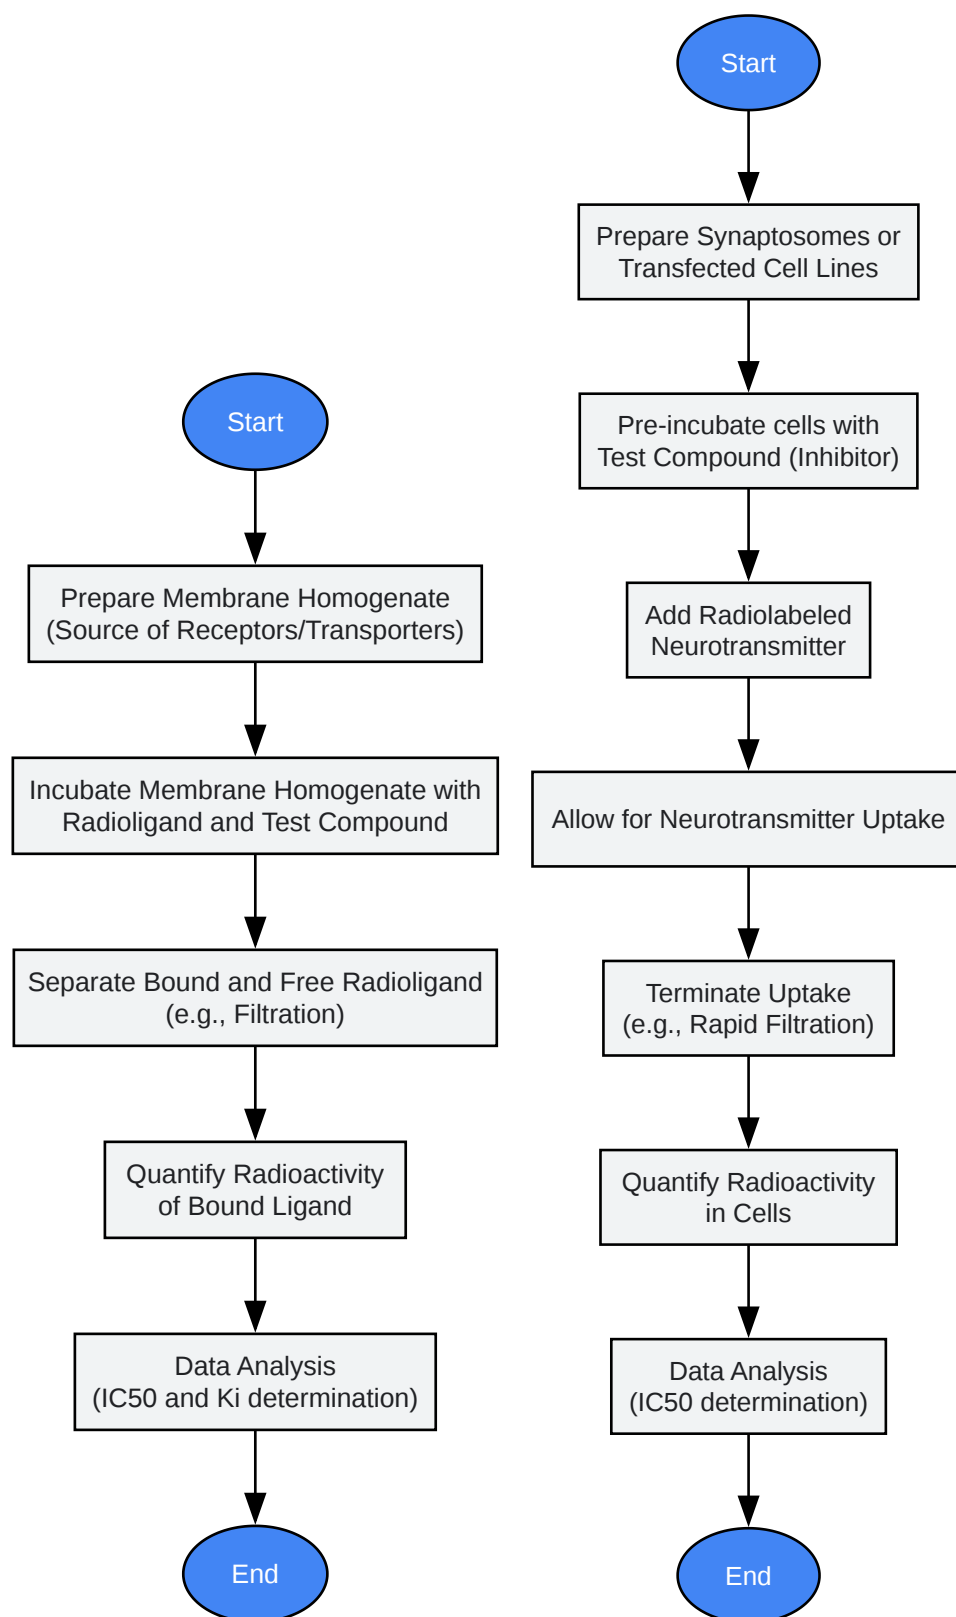 Start
Prepare Membrane Homogenate
(Source of Receptors/Transporters)
Incubate Membrane Homogenate with
Radioligand and Test Compound
Separate Bound and Free Radioligand
(e.g., Filtration)
Quantify Radioactivity
of Bound Ligand
Data Analysis
(IC50 and Ki determination)
End
Start
Prepare Synaptosomes or
Transfected Cell Lines
Pre-incubate cells with
Test Compound (Inhibitor)
Add Radiolabeled
Neurotransmitter
Allow for Neurotransmitter Uptake
Terminate Uptake
(e.g., Rapid Filtration)
Quantify Radioactivity
in Cells
Data Analysis
(IC50 determination)
End